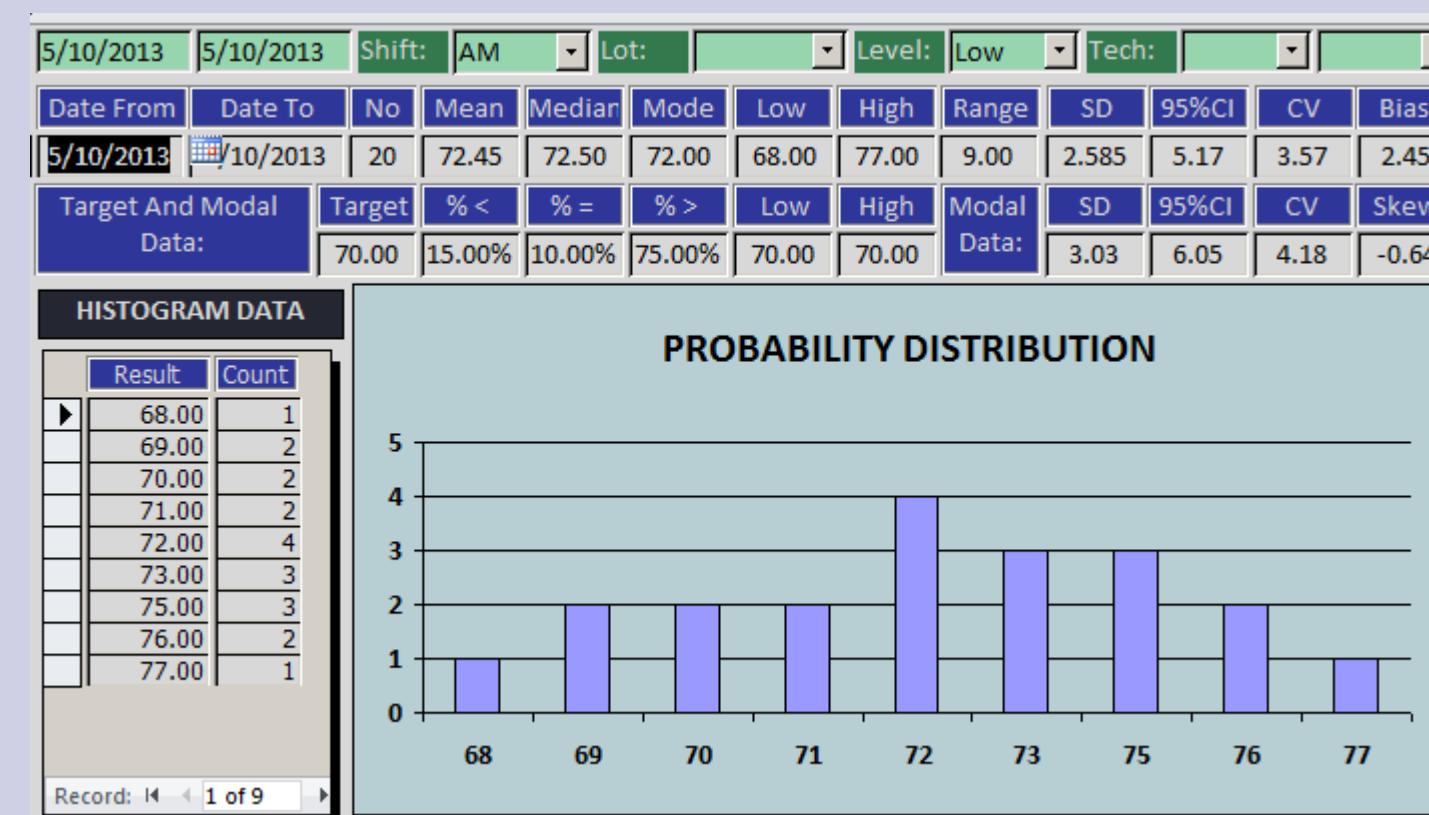 5/10/2013 5/10/2013 Shift: AM Lot: Level: Low Tech:
Date From Date To No Mean Median Mode Low High Range SD 95%CI CV Bias
5/10/2013 /10/2013 20 72.45 72.50 72.00 68.00 77.00 9.00 2.585 5.17 3.57 2.45
Target And Modal Target % < % = % > Low High Modal SD 95%CI CV Skew
Data: 70.00 15.00% 10.00% 75.00% 70.00 70.00 Data: 3.03 6.05 4.18 -0.64
HISTOGRAM DATA
Result Count
68.00 1
69.00 2
70.00 2
71.00 2
72.00 4
73.00 3
75.00 3
76.00 2
77.00 1
Record: 1 of 9
PROBABILITY DISTRIBUTION
5
4
3
2
1
0
68 69 70 71 72 73 75 76 77